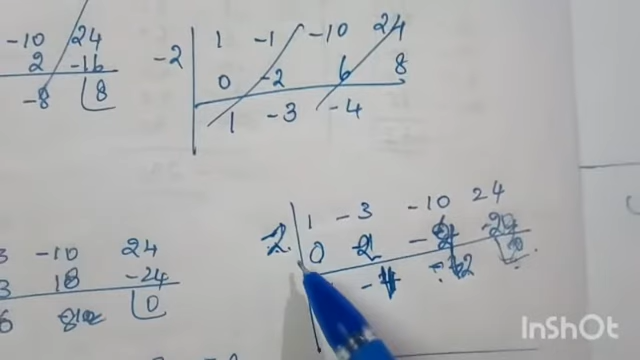 -10 24
2 -16
-8 8
-2 1 -1 -10 24
0 -2 6 8
1 -3 -4
2 1 -3 -10 24
0 2
3 -10 24
3 18 -24
6 0
InShOt